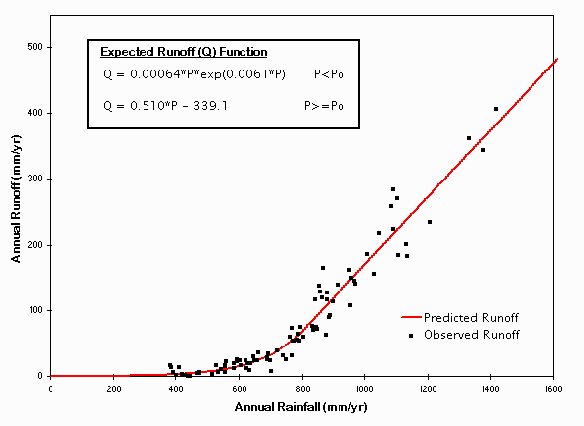 Expected Runoff (Q) Function
Q = 0.00064*P*exp(0.0061*P) P<Po
Q = 0.510*P - 339.1 P>=Po
500
400
300
200
100
0
Annual Runoff (mm/yr)
Predicted Runoff
Observed Runoff
0 200 400 600 800 1000 1200 1400 1600
Annual Rainfall (mm/yr)